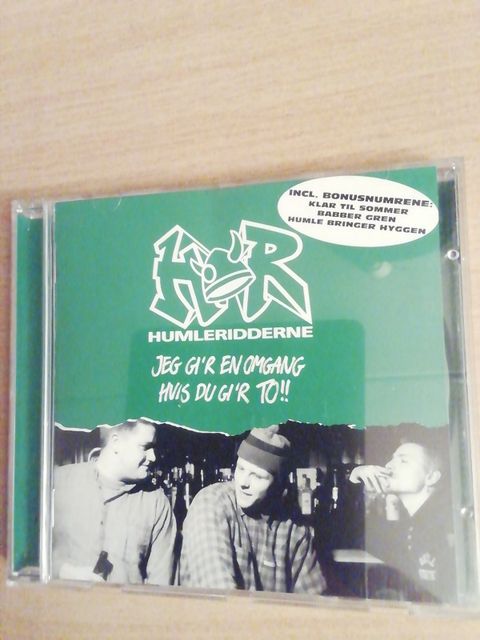 INCL. BONUSNUMRENE:
KLAR TIL SOMMER
BABBER GREN
HUMLE BRINGER HYGGEN
HR
HUMLERIDDERNE
JEG GI'R EN OMGANG
HVIS DU GI'R TO!!